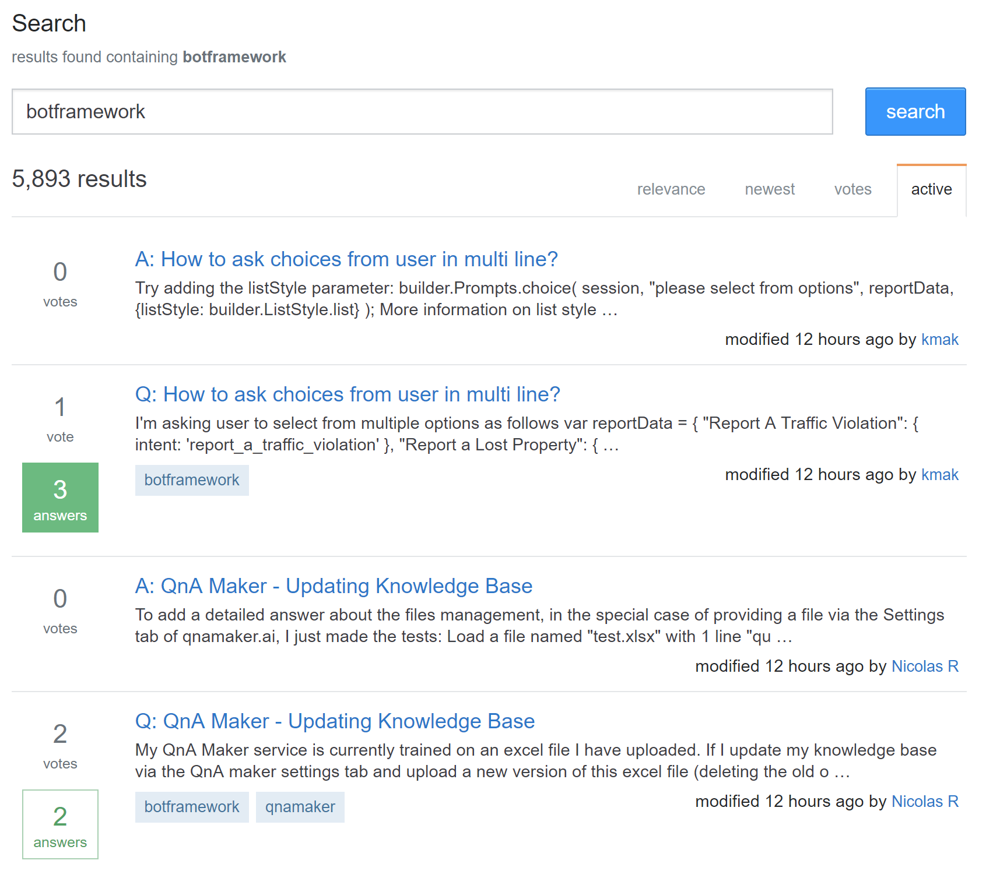 Search
results found containing botframework
botframework
search
5,893 results
relevance newest votes active
0
votes
A: How to ask choices from user in multi line?
Try adding the listStyle parameter: builder.Prompts.choice( session, "please select from options", reportData,
{listStyle: builder.ListStyle.list} ); More information on list style …
modified 12 hours ago by kmak
1
vote
3
answers
Q: How to ask choices from user in multi line?
I'm asking user to select from multiple options as follows var reportData = { "Report A Traffic Violation": {
intent: 'report_a_traffic_violation' }, "Report a Lost Property": { …
botframework
modified 12 hours ago by kmak
0
votes
A: QnA Maker - Updating Knowledge Base
To add a detailed answer about the files management, in the special case of providing a file via the Settings
tab of qnamaker.ai, I just made the tests: Load a file named "test.xlsx" with 1 line "qu …
modified 12 hours ago by Nicolas R
2
votes
2
answers
Q: QnA Maker - Updating Knowledge Base
My QnA Maker service is currently trained on an excel file I have uploaded. If I update my knowledge base
via the QnA maker settings tab and upload a new version of this excel file (deleting the old o …
botframework qnamaker
modified 12 hours ago by Nicolas R